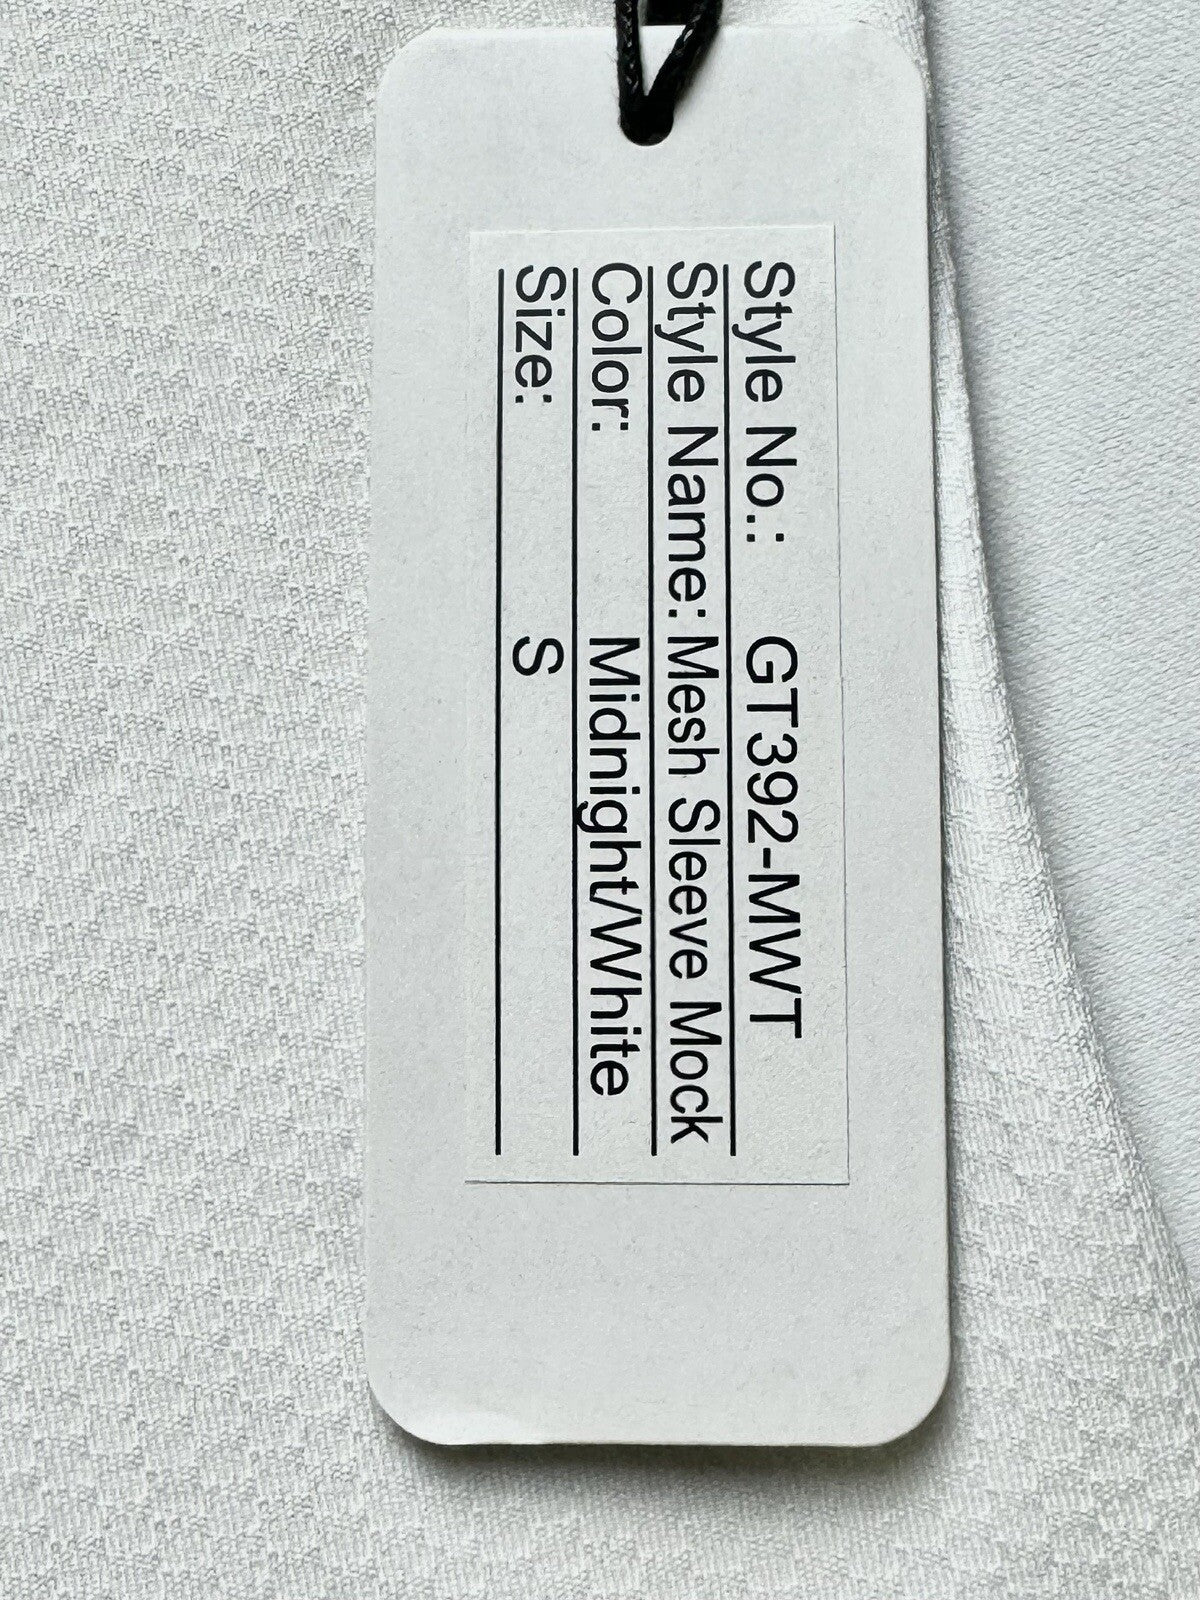 Style No.: GT392-MWT
Style Name: Mesh Sleeve Mock
Color: Midnight/White
Size: S